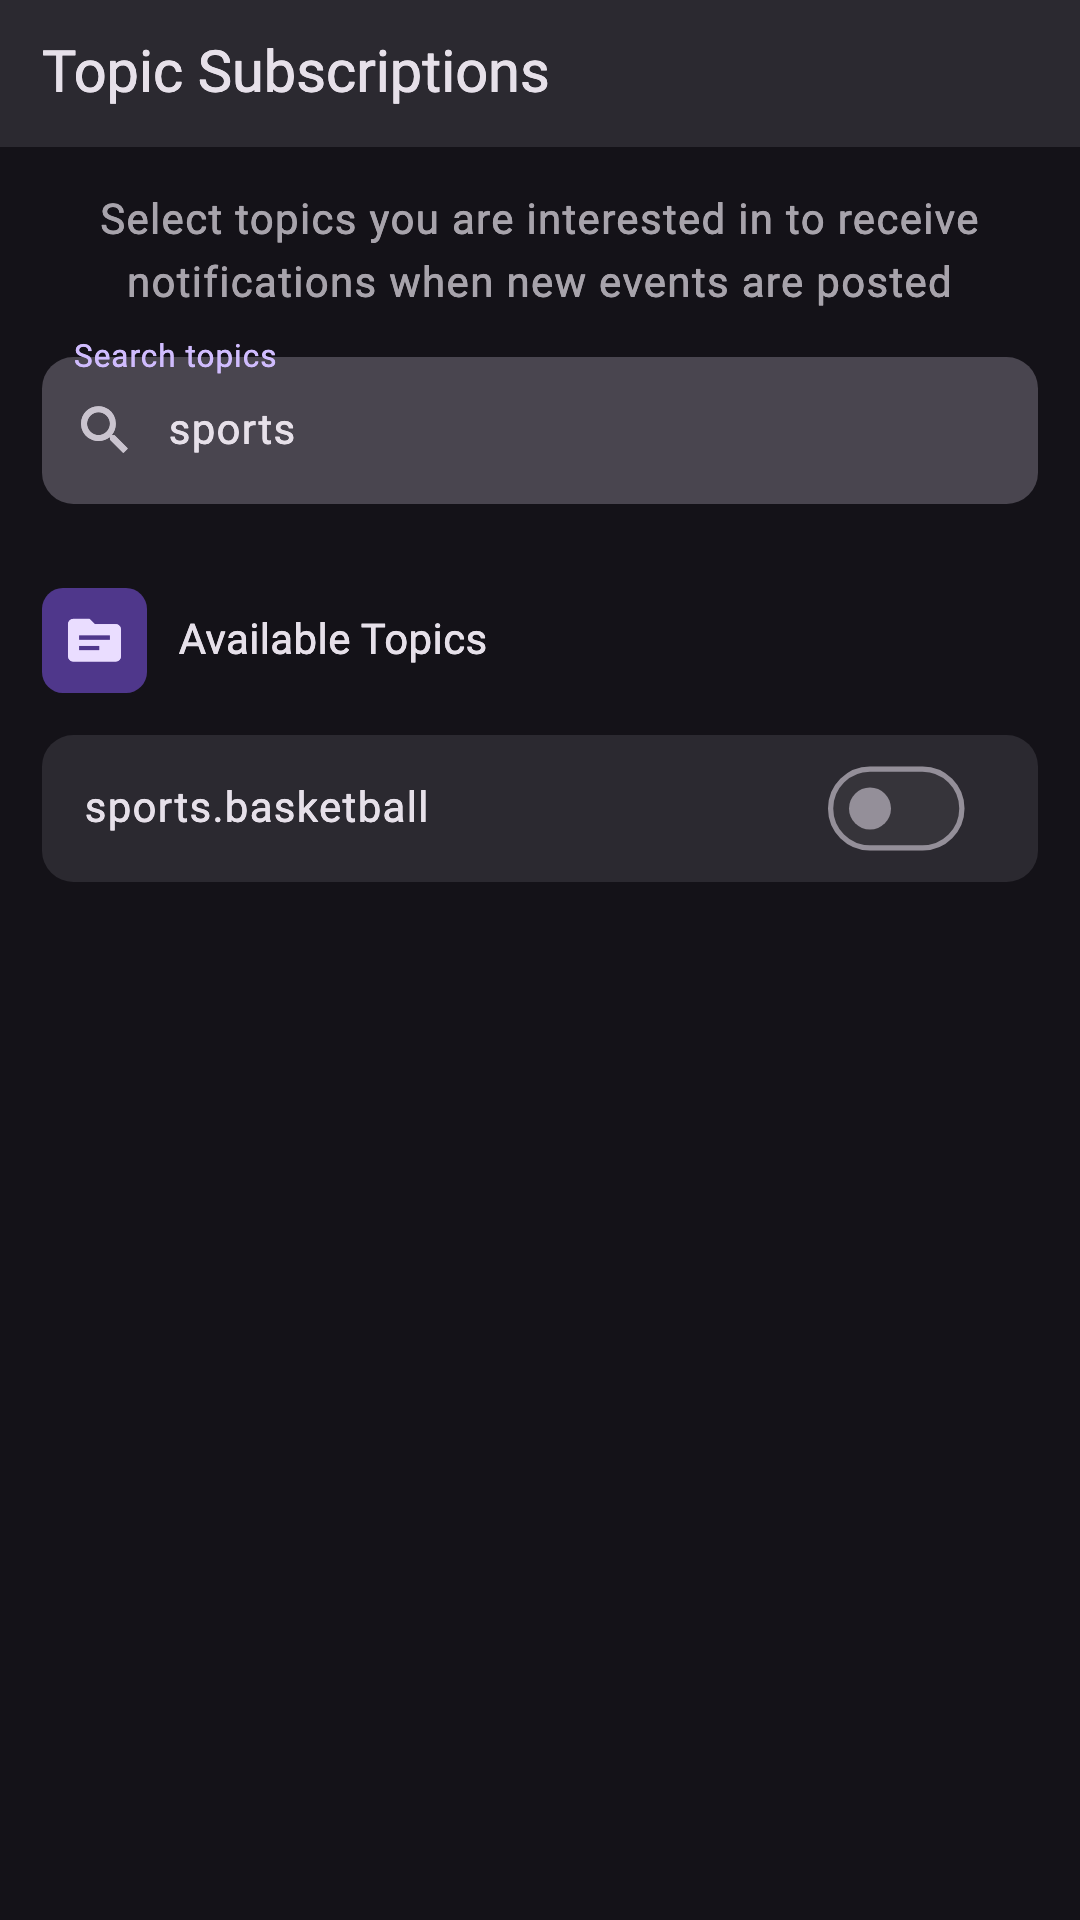 Topic Subscriptions
Select topics you are interested in to receive
notifications when new events are posted
Search topics
sports
Available Topics
sports.basketball